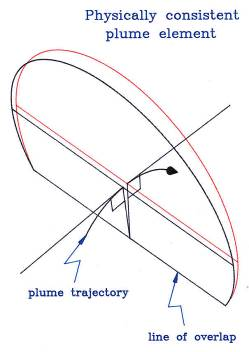 Physically consistent
plume element
plume trajectory
line of overlap